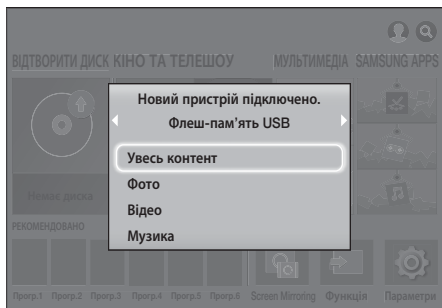 ВІДТВОРИТИ ДИСК КІНО ТА ТЕЛЕШОУ МУЛЬТИМЕДІА SAMSUNG APPS
Новий пристрій підключено.
Флеш-пам'ять USB
Увесь контент
Фото
Відео
Музика
Немає диска
РЕКОМЕНДОВАНО
Прогр.1 Прогр.2 Прогр.3 Прогр.4 Прогр.5 Прогр.6 Screen Mirroring Функція Параметри